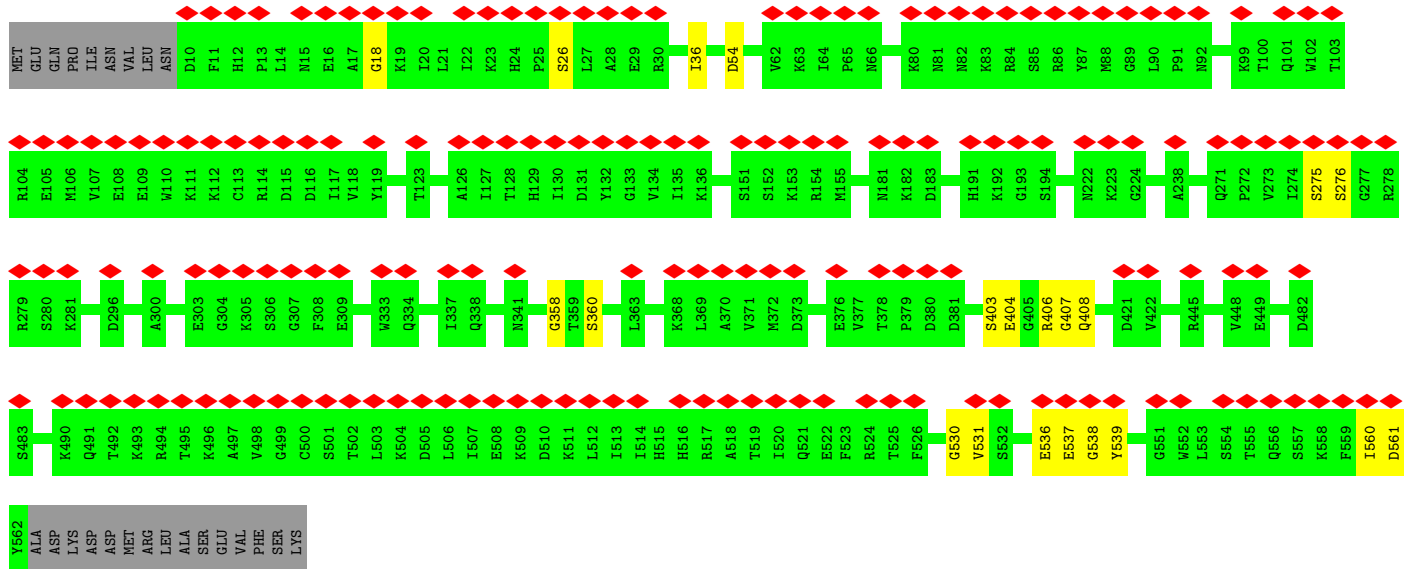 MET GLU GLN PRO ILE ASN VAL LEU ASN D10 F11 H12 P13 L14 N15 E16 A17 G18 K19 I20 L21 I22 K23 H24 P25 S26 L27 A28 E29 R30 I36 D54 V62 K63 I64 P65 N66 K80 N81 N82 K83 R84 S85 R86 Y87 M88 G89 L90 P91 N92 K99 T100 Q101 W102 T103
R104 E105 M106 V107 E108 E109 W110 K111 K112 C113 R114 D115 D116 I117 V118 Y119 T123 A126 I127 T128 H129 I130 D131 Y132 G133 V134 I135 K136 S151 S152 K153 R154 M155 N181 K182 D183 H191 K192 G193 S194 N222 K223 G224 A238 Q271 P272 V273 I274 S275 S276 G277 R278
R279 S280 K281 D296 A300 E303 G304 K305 S306 G307 F308 E309 W333 Q334 I337 Q338 N341 G358 T359 S360 L363 K368 L369 A370 V371 M372 D373 E376 V377 T378 P379 D380 D381 S403 E404 G405 R406 G407 Q408 D421 V422 R445 V448 E449 D482
S483 K490 Q491 T492 K493 R494 T495 K496 A497 V498 G499 C500 S501 T502 L503 K504 D505 L506 I507 E508 K509 D510 K511 L512 I513 I514 H515 H516 R517 A518 T519 I520 Q521 E522 F523 R524 T525 F526 G530 V531 S532 E536 E537 G538 Y539 G551 W552 L553 S554 T555 Q556 S557 K558 F559 I560 D561
Y562 ALA ASP LYS ASP ASP MET ARG LEU ALA SER GLU VAL PHE SER LYS